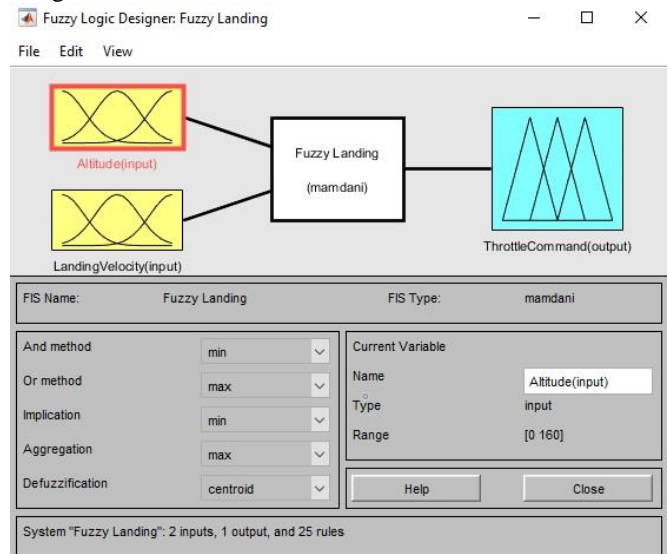 Fuzzy Logic Designer: Fuzzy Landing
File Edit View
Altitude(input)
LandingVelocity(input)
Fuzzy Landing
(mamdani)
ThrottleCommand(output)
FIS Name: Fuzzy Landing FIS Type: mamdani
And method min
Or method max
Implication min
Aggregation max
Defuzzification centroid
Current Variable
Name Altitude(input)
Type input
Range [0 160]
Help Close
System "Fuzzy Landing": 2 inputs, 1 output, and 25 rules